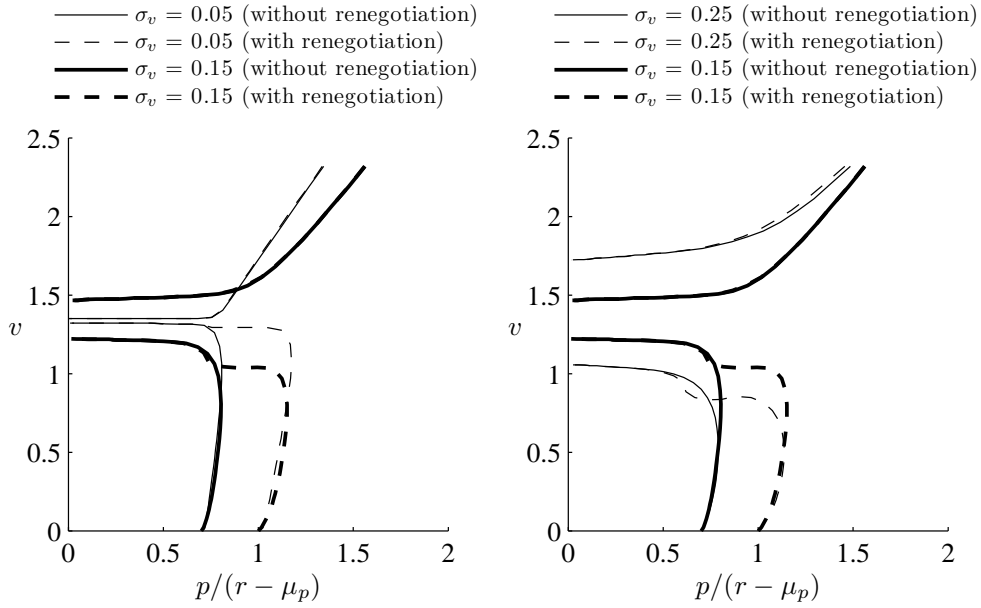 σ_v = 0.05 (without renegotiation)
σ_v = 0.05 (with renegotiation)
σ_v = 0.15 (without renegotiation)
σ_v = 0.15 (with renegotiation)
2.5
2
1.5
v
1
0.5
0
0 0.5 1 1.5 2
p/(r − μ_p)
σ_v = 0.25 (without renegotiation)
σ_v = 0.25 (with renegotiation)
σ_v = 0.15 (without renegotiation)
σ_v = 0.15 (with renegotiation)
2.5
2
1.5
v
1
0.5
0
0 0.5 1 1.5 2
p/(r − μ_p)